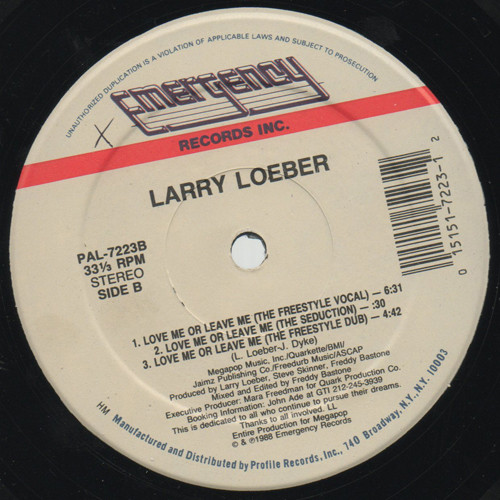 UNAUTHORIZED DUPLICATION IS A VIOLATION OF APPLICABLE LAWS AND SUBJECT TO PROSECUTION
X
Emergency
RECORDS INC.
LARRY LOEBER
PAL-7223B
33⅓ RPM
STEREO
SIDE B
0 15151-7223-1 2
1. LOVE ME OR LEAVE ME (THE FREESTYLE VOCAL) — 6:31
2. LOVE ME OR LEAVE ME (THE SEDUCTION) — :30
3. LOVE ME OR LEAVE ME (THE FREESTYLE DUB) — 4:42
(L. Loeber-J. Dyke)
Megapop Music, Inc./Quarkette/BMI/
Jaimz Publishing Co./Freedurb Music/ASCAP
Produced by Larry Loeber, Steve Skinner, Freddy Bastone
Mixed and Edited by Freddy Bastone
Executive Producer: Mara Freedman for Quark Production Co.
Booking Information: John Ade at GTI 212-245-3939
This is dedicated to all who continue to pursue their dreams.
Thanks to all involved. LL
Entire Production for Megapop
© & ℗1988 Emergency Records
HM
Manufactured and Distributed by Profile Records, Inc., 740 Broadway, N.Y., N.Y. 10003